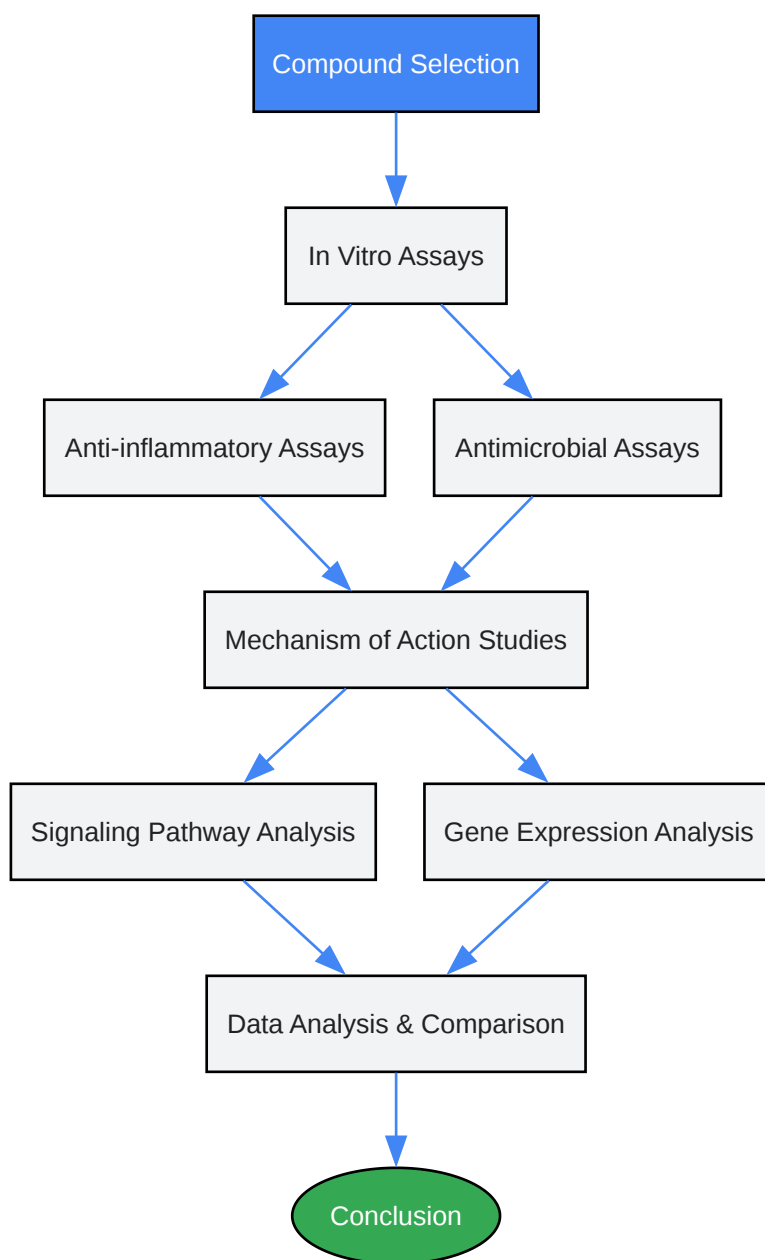 Compound Selection
In Vitro Assays
Anti-inflammatory Assays
Antimicrobial Assays
Mechanism of Action Studies
Signaling Pathway Analysis
Gene Expression Analysis
Data Analysis & Comparison
Conclusion